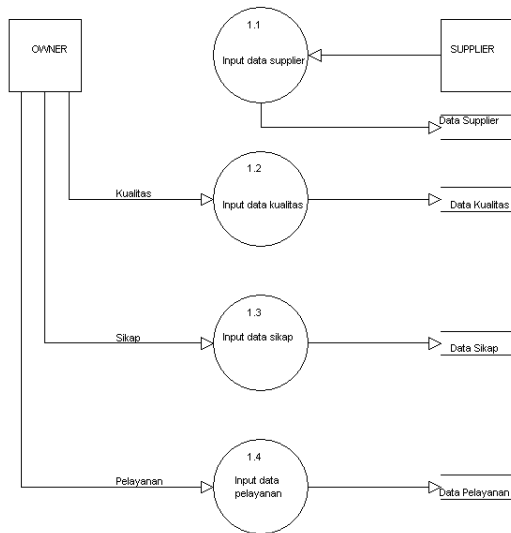 1.1
OWNER
Input data supplier
SUPPLIER
Data Supplier
1.2
Kualitas
Input data kualitas
Data Kualitas
1.3
Sikap
Input data sikap
Data Sikap
1.4
Pelayanan
Input data
pelayanan
Data Pelayanan